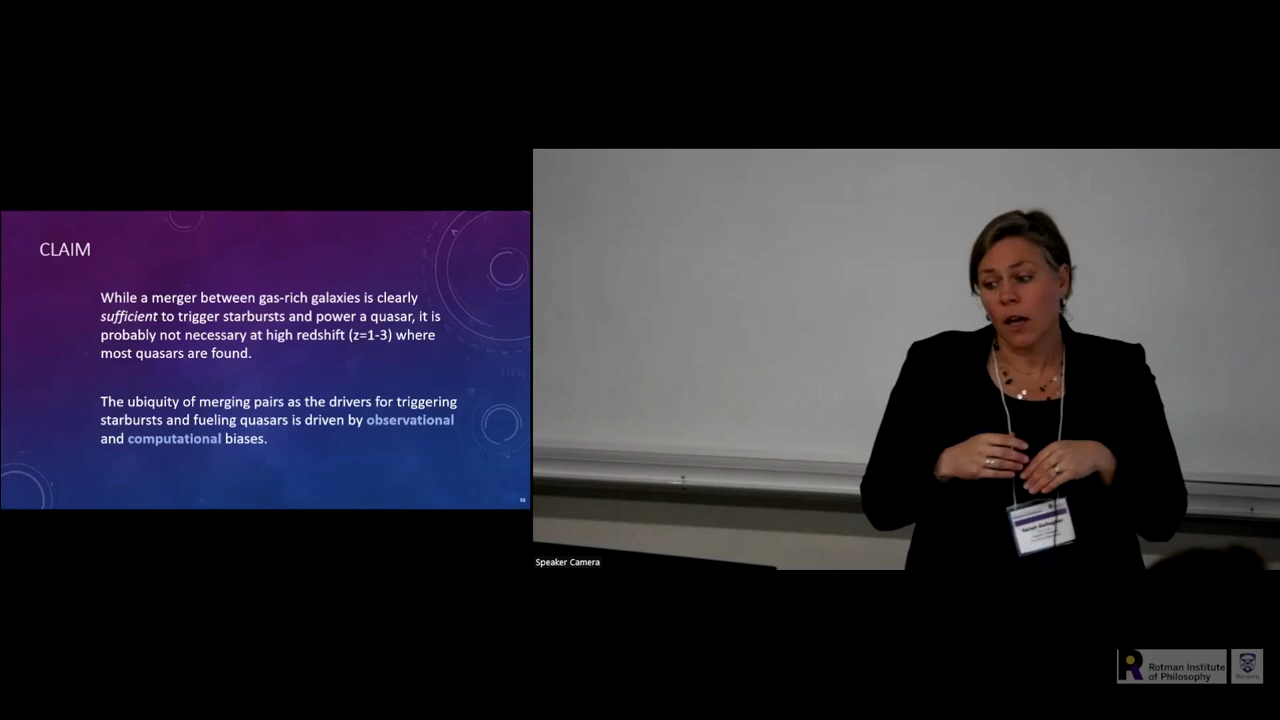 CLAIM
While a merger between gas-rich galaxies is clearly
sufficient to trigger starbursts and power a quasar, it is
probably not necessary at high redshift (z=1-3) where
most quasars are found.
The ubiquity of merging pairs as the drivers for triggering
starbursts and fueling quasars is driven by observational
and computational biases.
Speaker Camera
Rotman Institute
of Philosophy